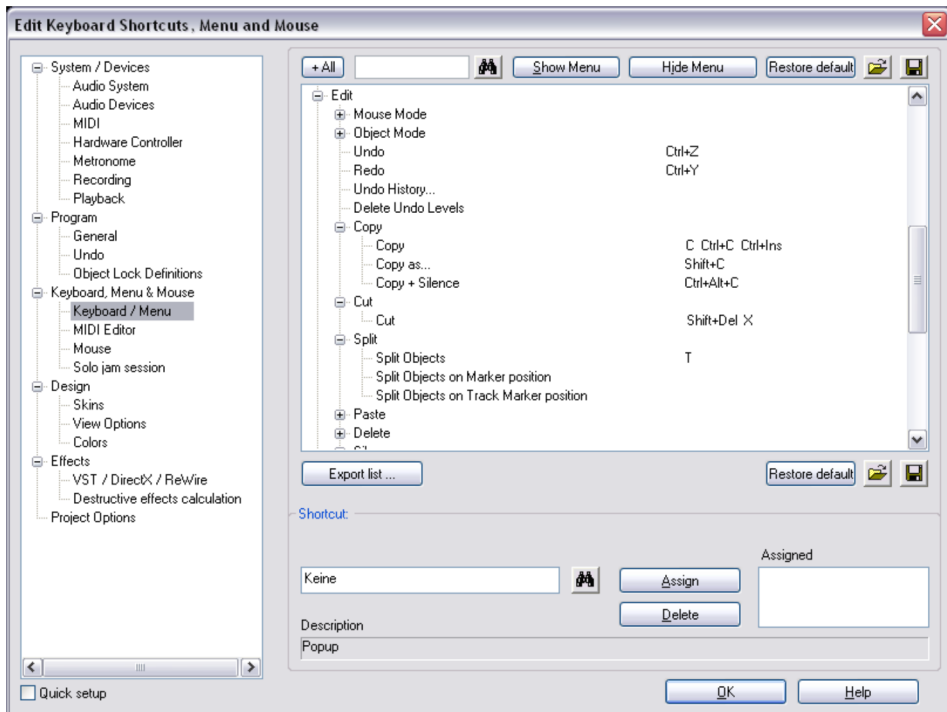 Edit Keyboard Shortcuts, Menu and Mouse
System / Devices
Audio System
Audio Devices
MIDI
Hardware Controller
Metronome
Recording
Playback
Program
General
Undo
Object Lock Definitions
Keyboard, Menu & Mouse
Keyboard / Menu
MIDI Editor
Mouse
Solo jam session
Design
Skins
View Options
Colors
Effects
VST / DirectX / ReWire
Destructive effects calculation
Project Options
Quick setup
+ All Show Menu Hide Menu Restore default
Edit
Mouse Mode
Object Mode
Undo Ctrl+Z
Redo Ctrl+Y
Undo History...
Delete Undo Levels
Copy
Copy C Ctrl+C Ctrl+Ins
Copy as... Shift+C
Copy + Silence Ctrl+Alt+C
Cut
Cut Shift+Del X
Split
Split Objects T
Split Objects on Marker position
Split Objects on Track Marker position
Paste
Delete
Export list ... Restore default
Shortcut:
Assigned
Keine Assign
Delete
Description
Popup
OK Help